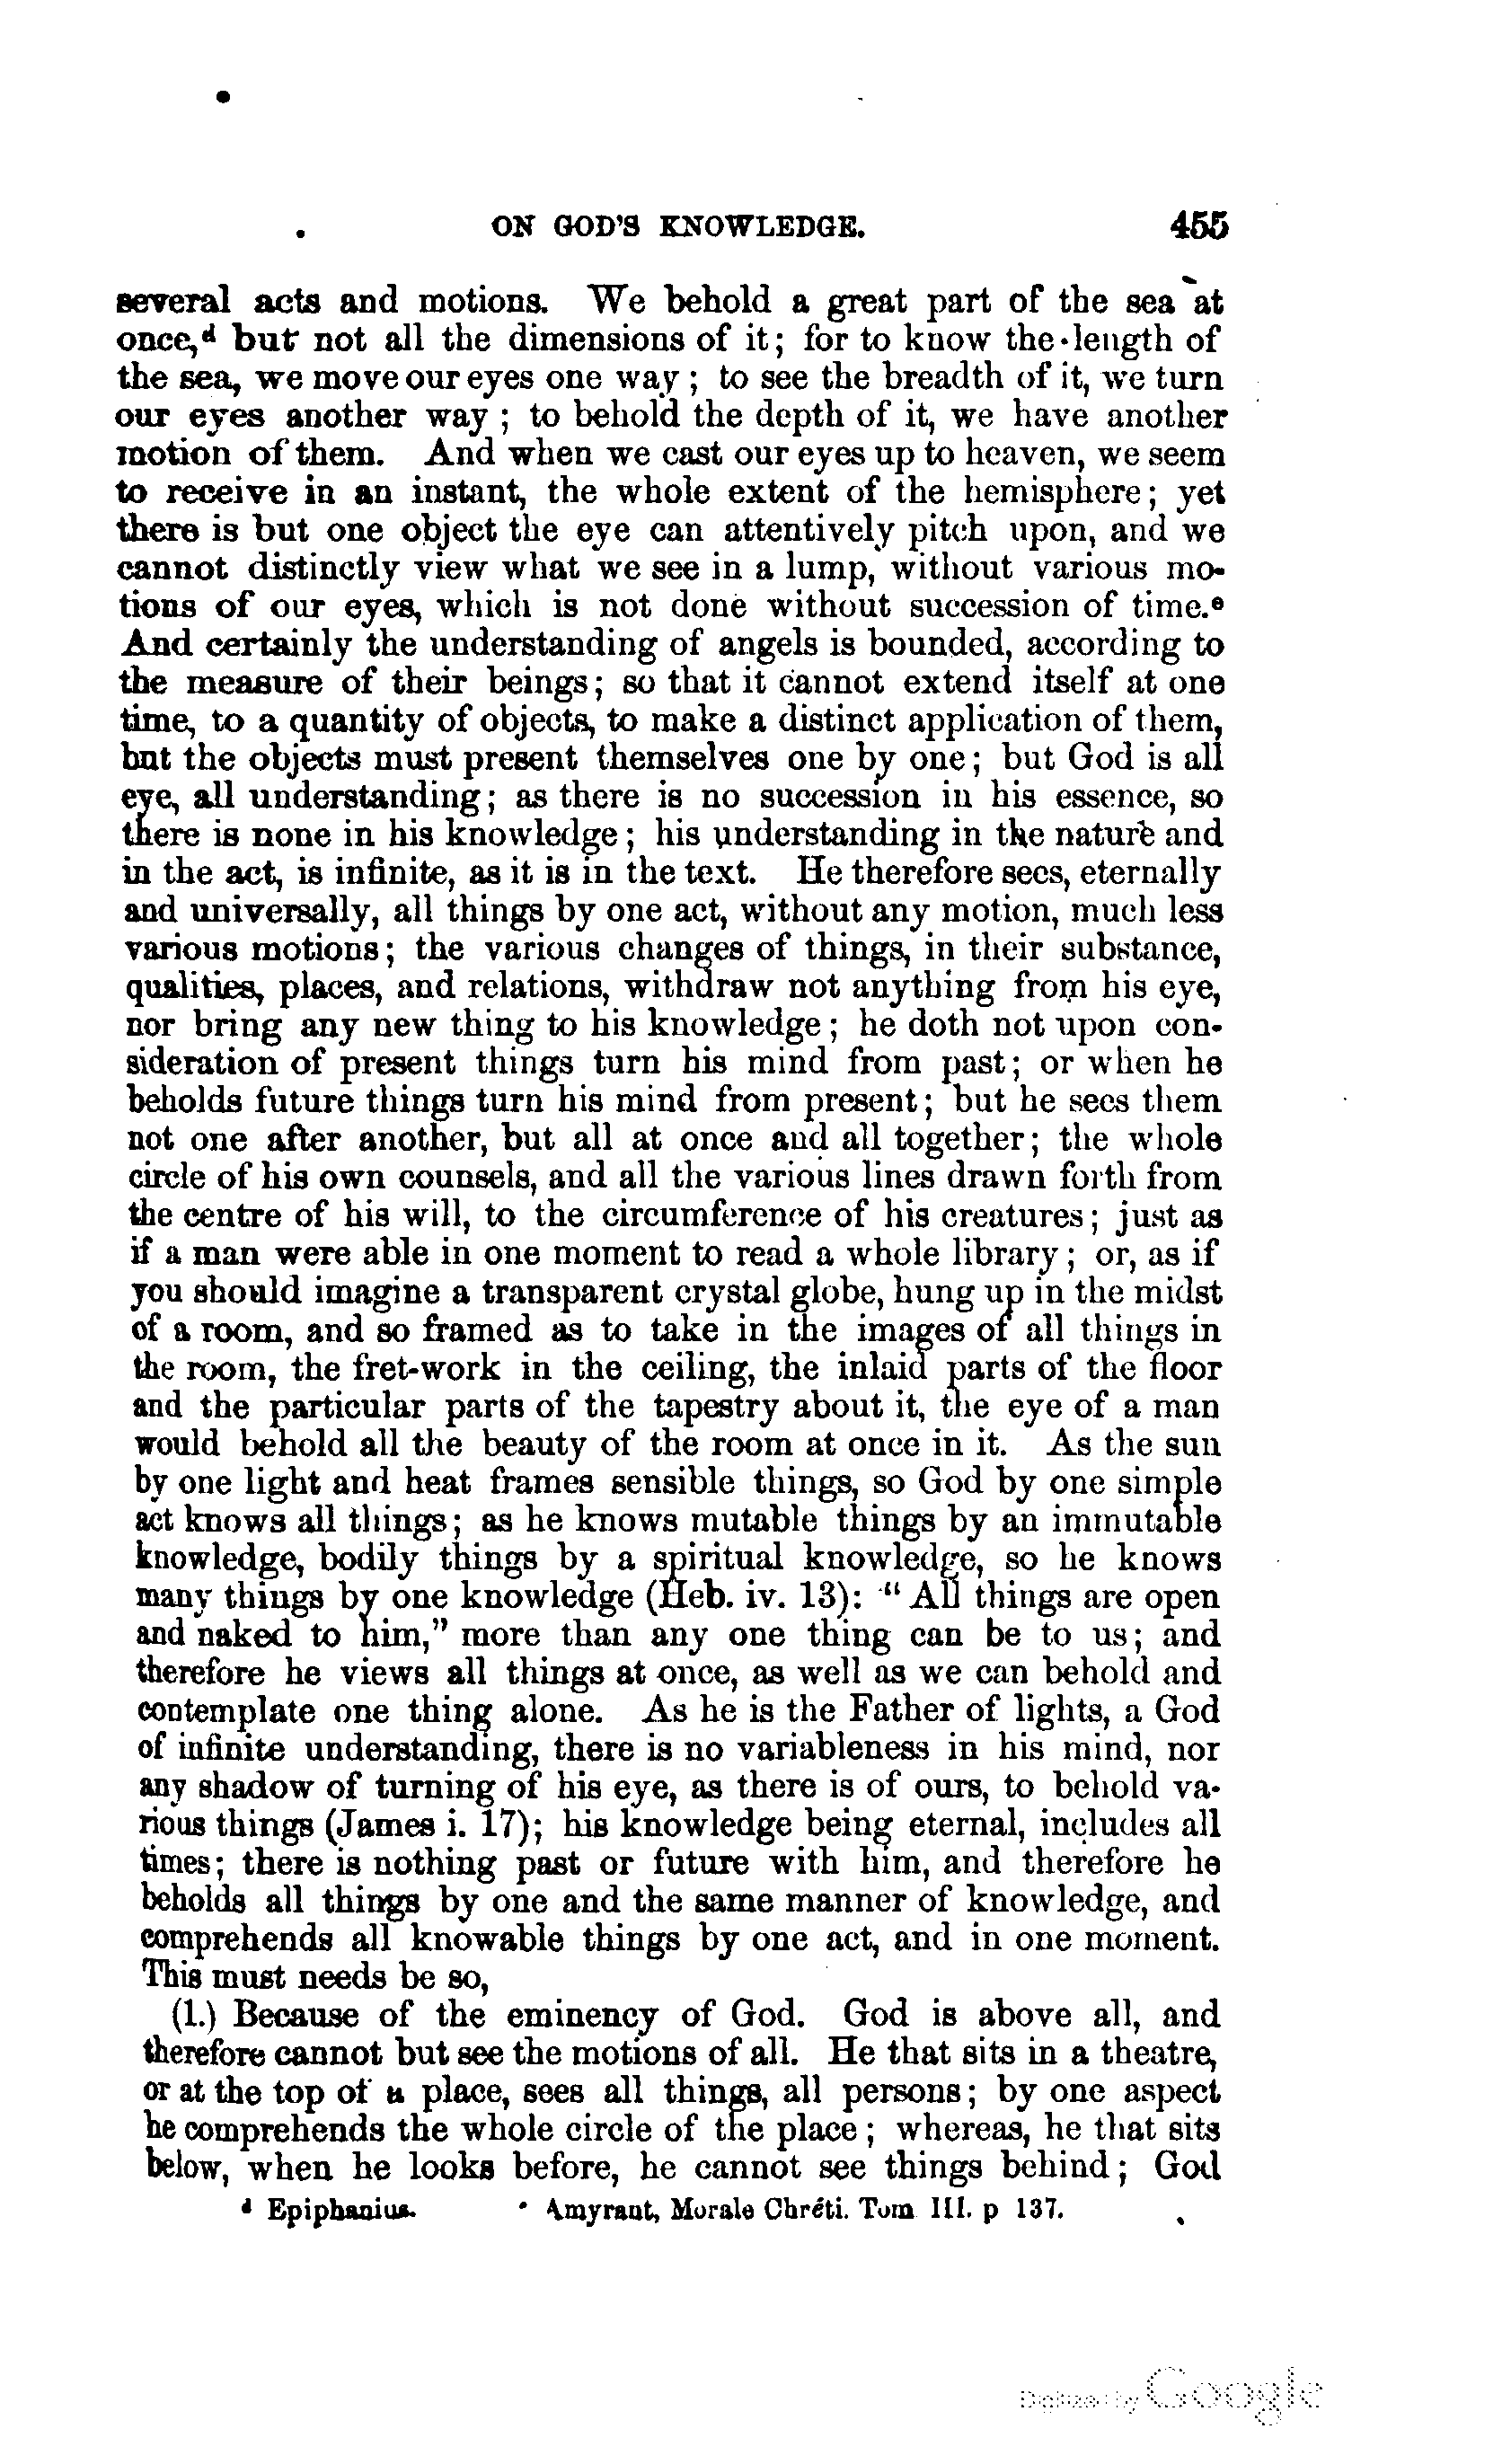 ON GOD'S KNOWLEDGE. 455
several acts and motions. We behold a great part of the sea at
once,ᵈ but not all the dimensions of it; for to know the length of
the sea, we move our eyes one way; to see the breadth of it, we turn
our eyes another way; to behold the depth of it, we have another
motion of them. And when we cast our eyes up to heaven, we seem
to receive in an instant, the whole extent of the hemisphere; yet
there is but one object the eye can attentively pitch upon, and we
cannot distinctly view what we see in a lump, without various mo-
tions of our eyes, which is not done without succession of time.ᵉ
And certainly the understanding of angels is bounded, according to
the measure of their beings; so that it cannot extend itself at one
time, to a quantity of objects, to make a distinct application of them,
but the objects must present themselves one by one; but God is all
eye, all understanding; as there is no succession in his essence, so
there is none in his knowledge; his understanding in the nature and
in the act, is infinite, as it is in the text. He therefore sees, eternally
and universally, all things by one act, without any motion, much less
various motions; the various changes of things, in their substance,
qualities, places, and relations, withdraw not anything from his eye,
nor bring any new thing to his knowledge; he doth not upon con-
sideration of present things turn his mind from past; or when he
beholds future things turn his mind from present; but he sees them
not one after another, but all at once and all together; the whole
circle of his own counsels, and all the various lines drawn forth from
the centre of his will, to the circumference of his creatures; just as
if a man were able in one moment to read a whole library; or, as if
you should imagine a transparent crystal globe, hung up in the midst
of a room, and so framed as to take in the images of all things in
the room, the fret-work in the ceiling, the inlaid parts of the floor
and the particular parts of the tapestry about it, the eye of a man
would behold all the beauty of the room at once in it. As the sun
by one light and heat frames sensible things, so God by one simple
act knows all things; as he knows mutable things by an immutable
knowledge, bodily things by a spiritual knowledge, so he knows
many things by one knowledge (Heb. iv. 13): "All things are open
and naked to him," more than any one thing can be to us; and
therefore he views all things at once, as well as we can behold and
contemplate one thing alone. As he is the Father of lights, a God
of infinite understanding, there is no variableness in his mind, nor
any shadow of turning of his eye, as there is of ours, to behold va-
rious things (James i. 17); his knowledge being eternal, includes all
times; there is nothing past or future with him, and therefore he
beholds all things by one and the same manner of knowledge, and
comprehends all knowable things by one act, and in one moment.
This must needs be so,
(1.) Because of the eminency of God. God is above all, and
therefore cannot but see the motions of all. He that sits in a theatre,
or at the top of a place, sees all things, all persons; by one aspect
he comprehends the whole circle of the place; whereas, he that sits
below, when he looks before, he cannot see things behind; God
ᵈ Epiphanius. ᵉ Amyrant, Morale Chréti. Tom III. p 137.
Digitized by Google